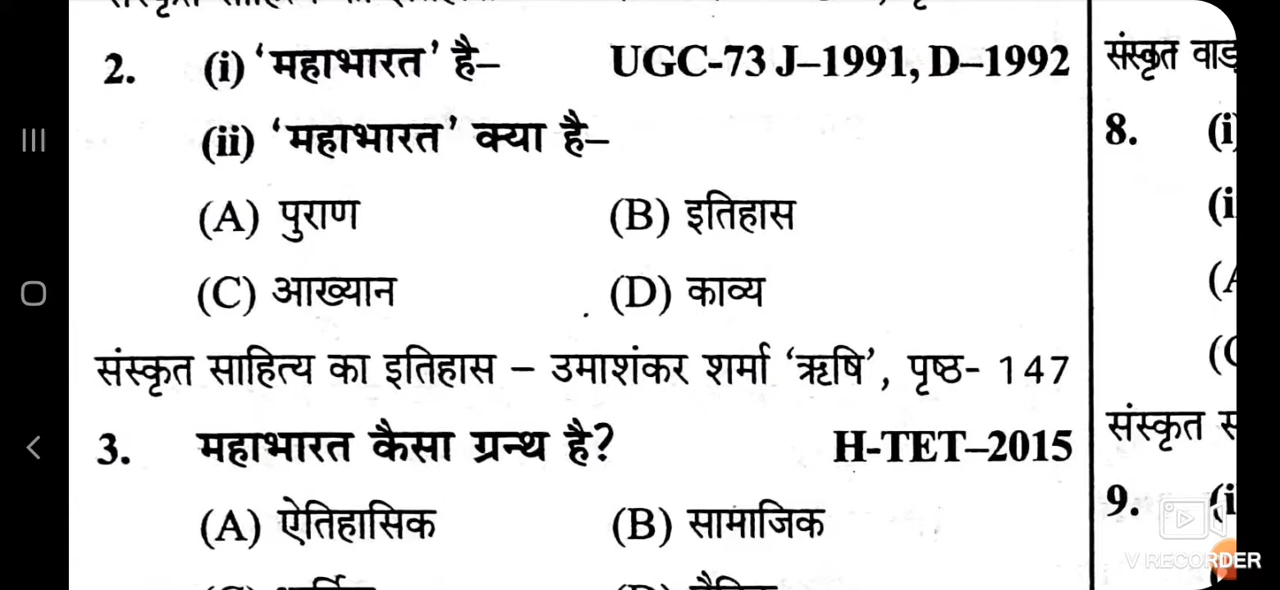 2. (i) ‘महाभारत’ है– UGC-73 J–1991, D–1992
(ii) ‘महाभारत’ क्या है–
(A) पुराण (B) इतिहास
(C) आख्यान (D) काव्य
संस्कृत साहित्य का इतिहास – उमाशंकर शर्मा ‘ऋषि’, पृष्ठ- 147
3. महाभारत कैसा ग्रन्थ है? H-TET–2015
(A) ऐतिहासिक (B) सामाजिक
संस्कृत
8. (i)
संस्कृत
9. (i
V RECORDER